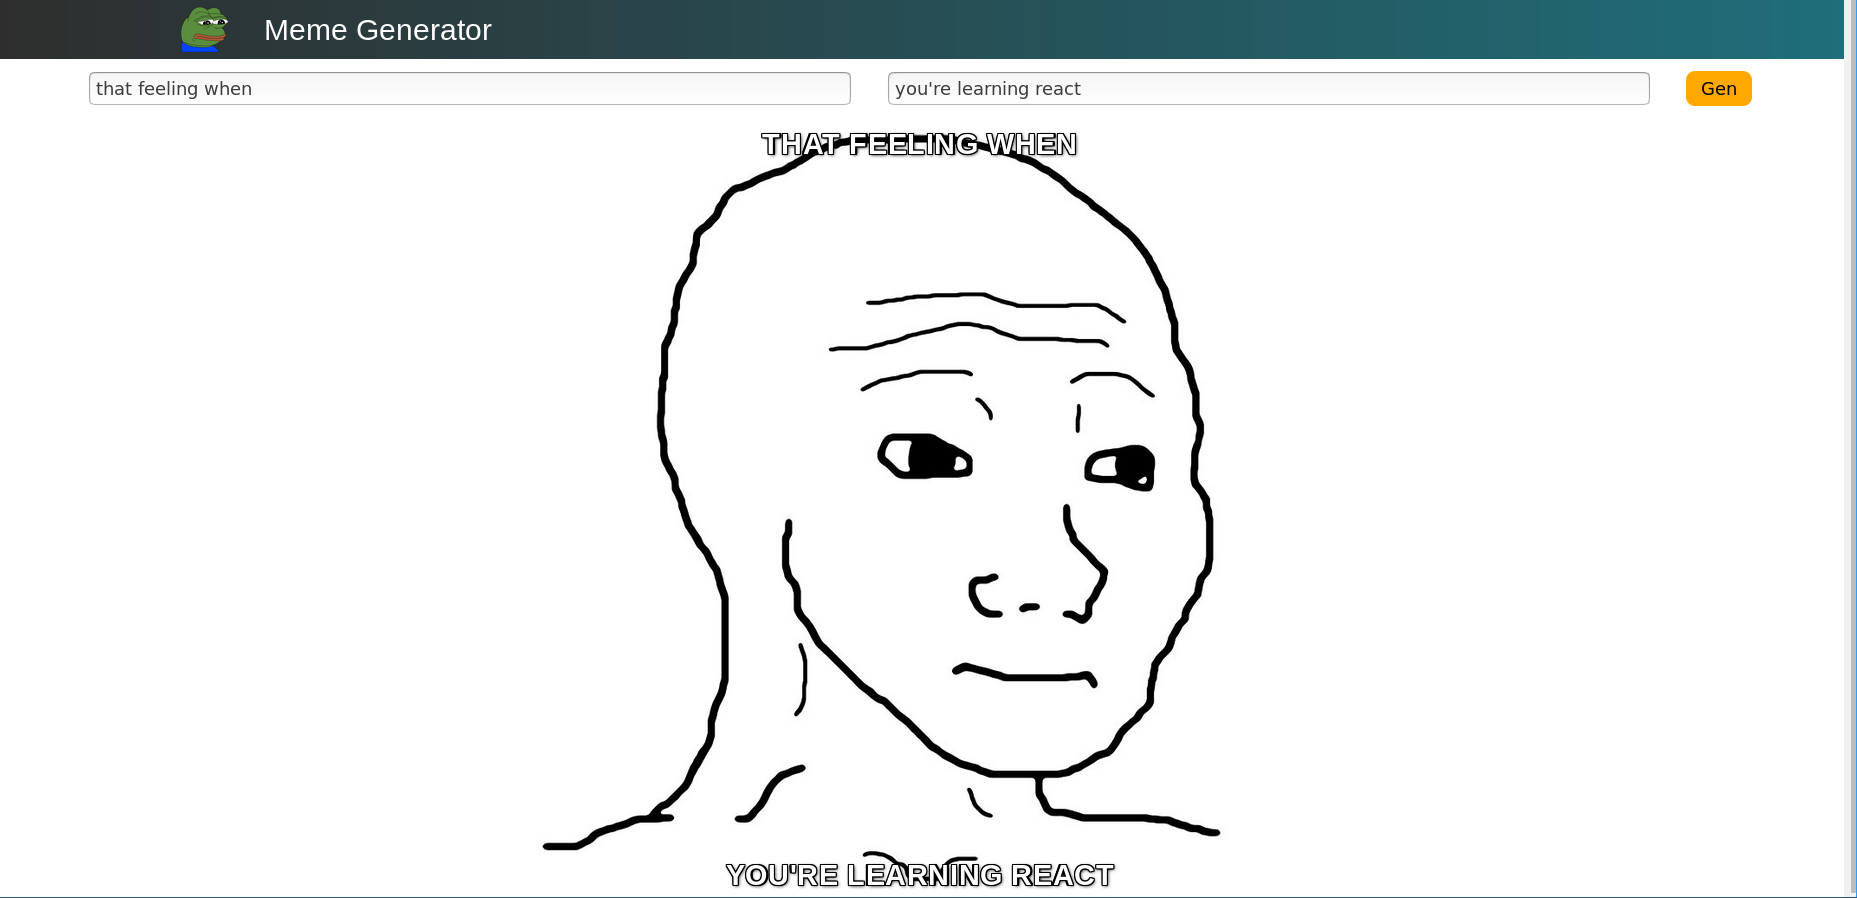 Meme Generator
that feeling when
you're learning react
Gen
THAT FEELING WHEN
YOU'RE LEARNING REACT